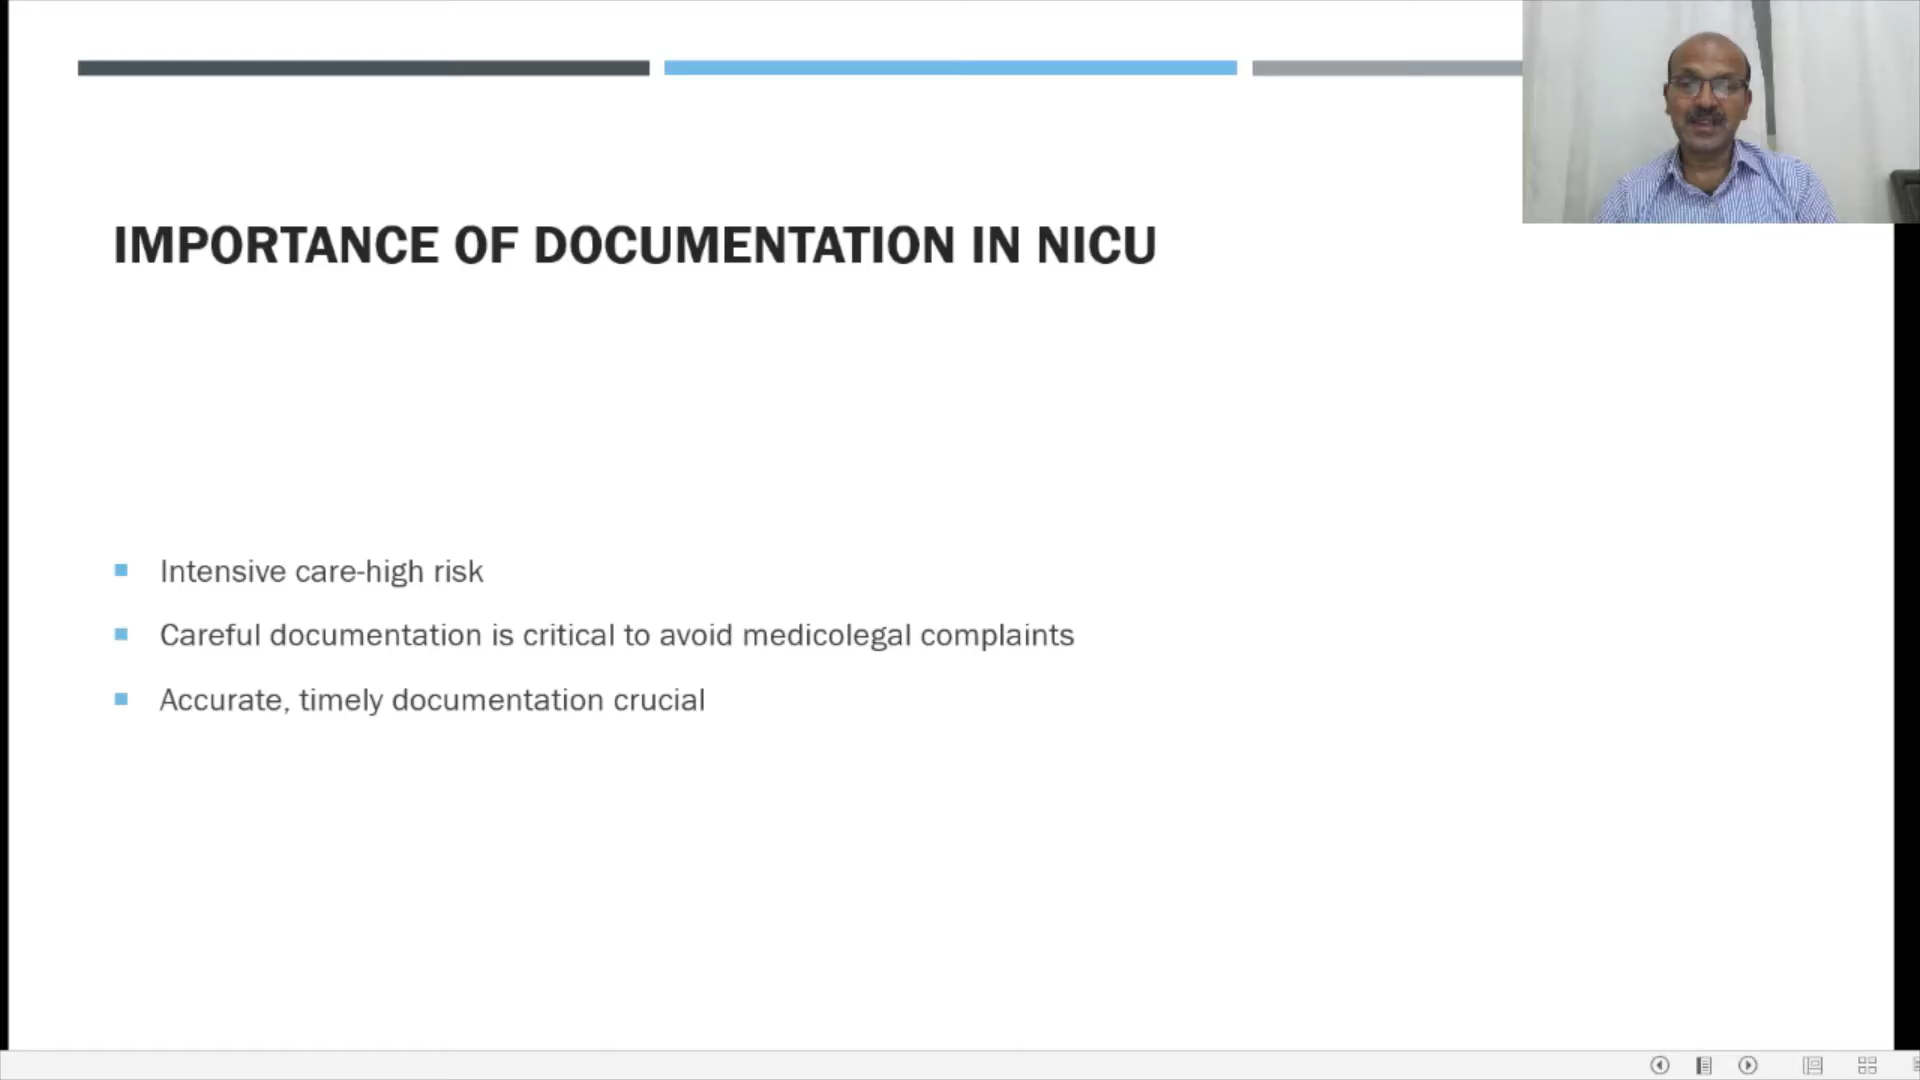 IMPORTANCE OF DOCUMENTATION IN NICU
Intensive care-high risk
Careful documentation is critical to avoid medicolegal complaints
Accurate, timely documentation crucial